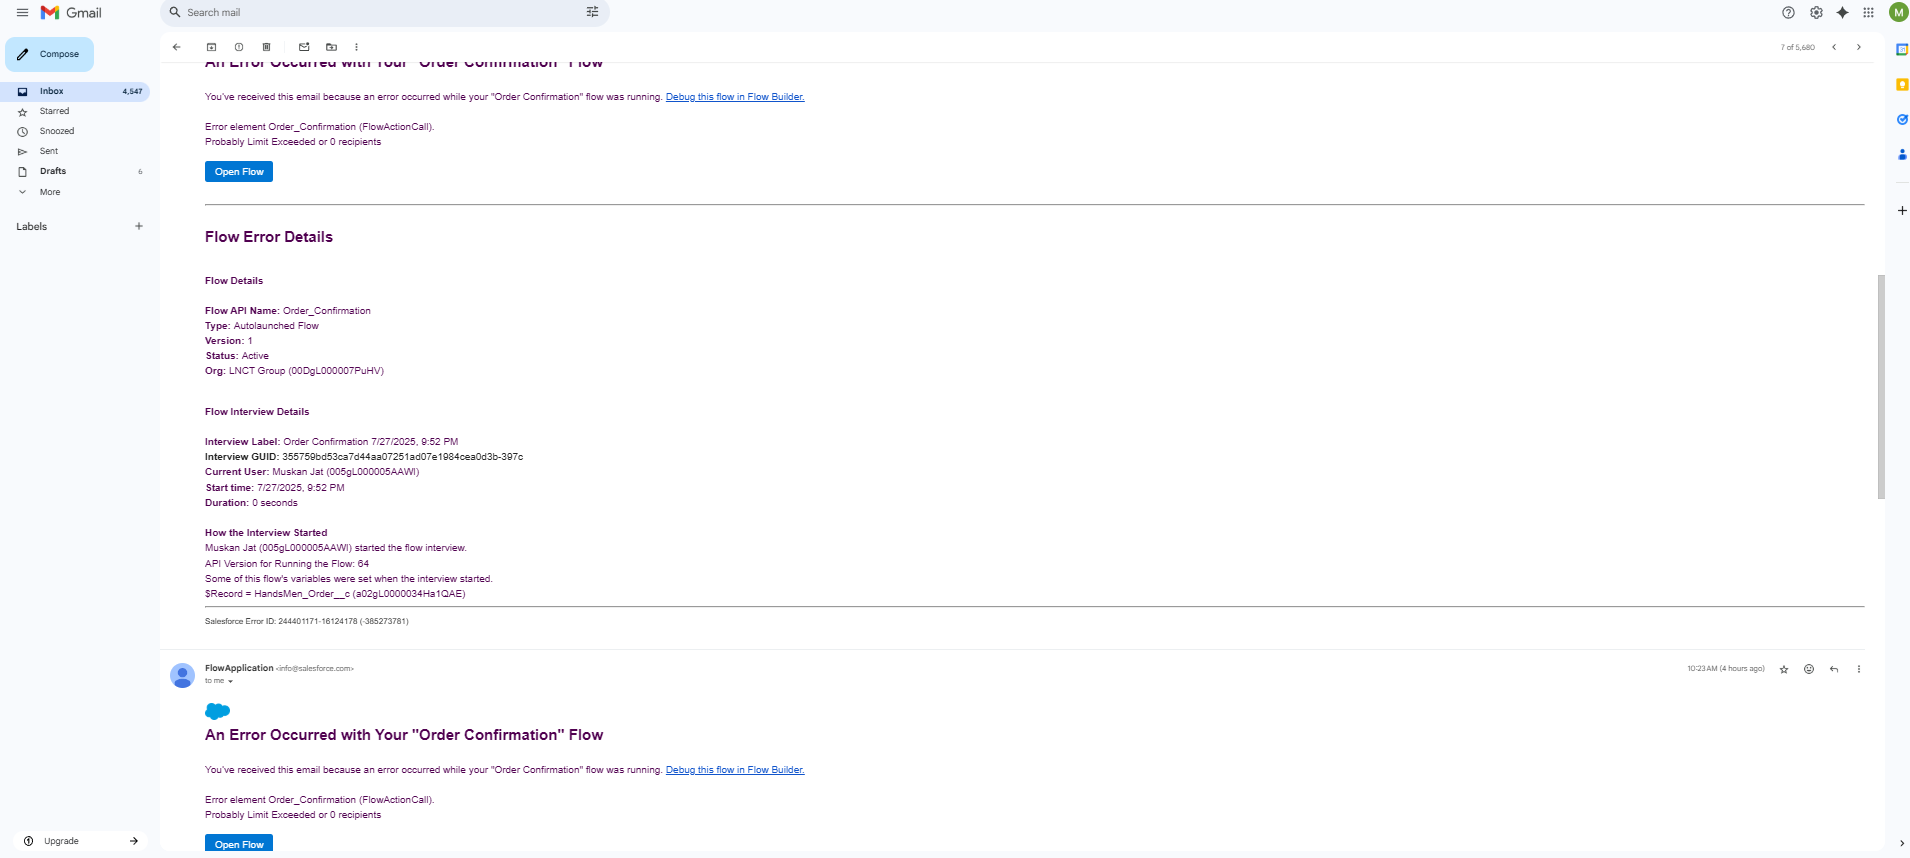 Gmail
Search mail
M
Compose
7 of 5,680
Inbox 4,547
Starred
Snoozed
Sent
Drafts 6
More
Labels
An Error Occurred with Your "Order Confirmation" Flow
You've received this email because an error occurred while your "Order Confirmation" flow was running. Debug this flow in Flow Builder.
Error element Order_Confirmation (FlowActionCall).
Probably Limit Exceeded or 0 recipients
Open Flow
Flow Error Details
Flow Details
Flow API Name: Order_Confirmation
Type: Autolaunched Flow
Version: 1
Status: Active
Org: LNCT Group (00DgL000007PuHV)
Flow Interview Details
Interview Label: Order Confirmation 7/27/2025, 9:52 PM
Interview GUID: 355759bd53ca7d44aa07251ad07e1984cea0d3b-397c
Current User: Muskan Jat (005gL000005AAWI)
Start time: 7/27/2025, 9:52 PM
Duration: 0 seconds
How the Interview Started
Muskan Jat (005gL000005AAWI) started the flow interview.
API Version for Running the Flow: 64
Some of this flow's variables were set when the interview started.
$Record = HandsMen_Order__c (a02gL0000034Ha1QAE)
Salesforce Error ID: 244401171-16124178 (-385273781)
FlowApplication <info@salesforce.com>
10:23 AM (4 hours ago)
to me
An Error Occurred with Your "Order Confirmation" Flow
You've received this email because an error occurred while your "Order Confirmation" flow was running. Debug this flow in Flow Builder.
Error element Order_Confirmation (FlowActionCall).
Probably Limit Exceeded or 0 recipients
Open Flow
Upgrade